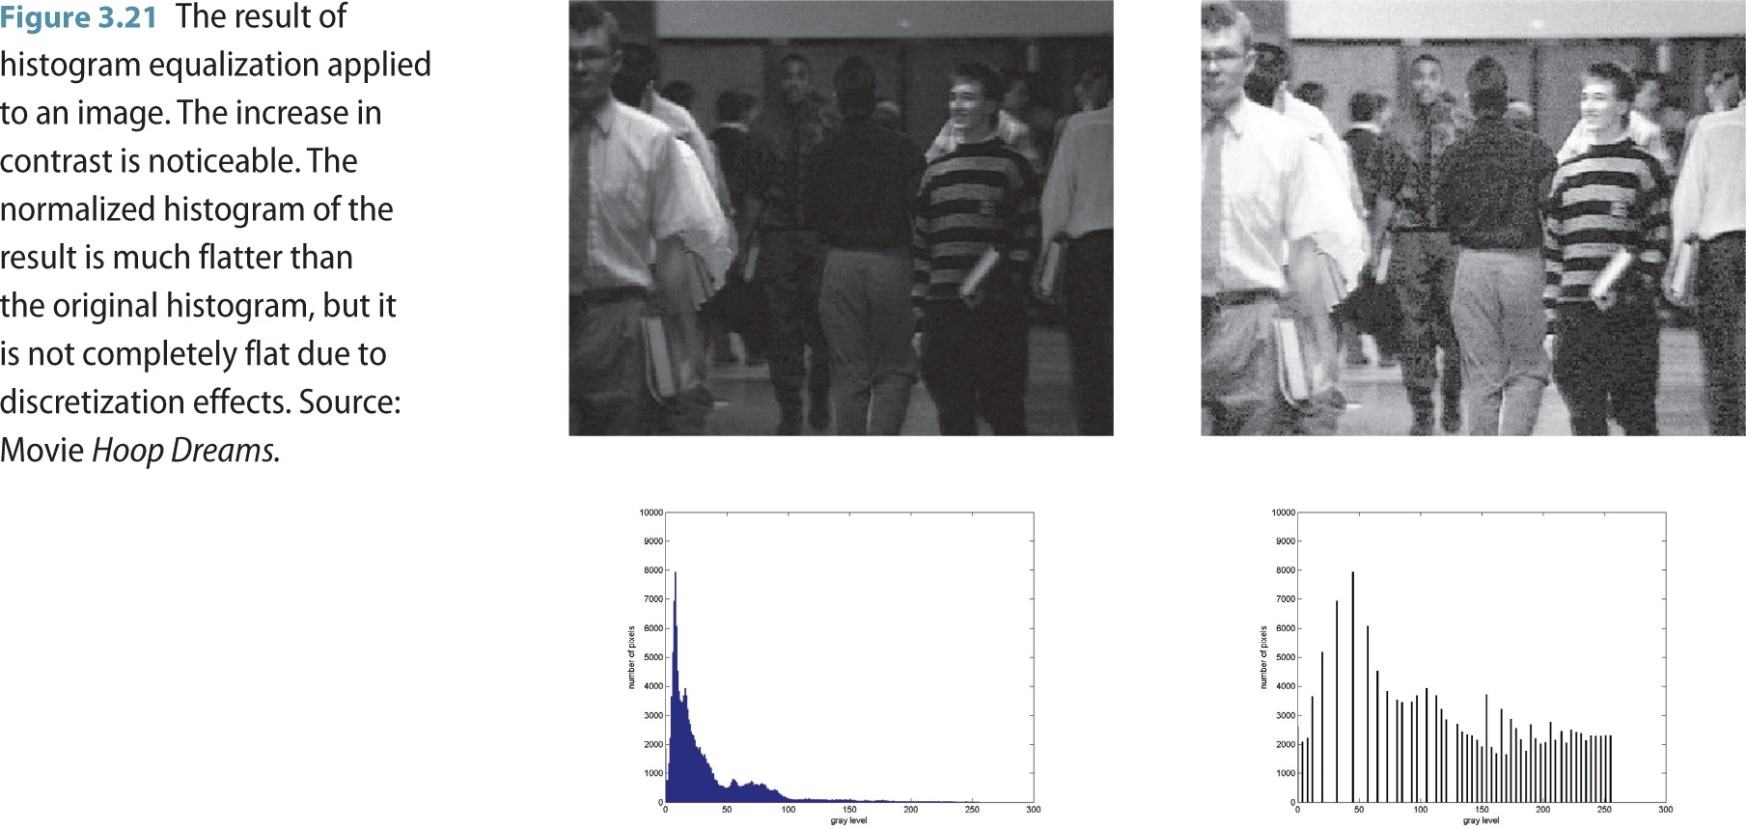 Figure 3.21 The result of
histogram equalization applied
to an image. The increase in
contrast is noticeable. The
normalized histogram of the
result is much flatter than
the original histogram, but it
is not completely flat due to
discretization effects. Source:
Movie Hoop Dreams.
10000
9000
8000
7000
6000
5000
4000
3000
2000
1000
0
number of pixels
0 50 100 150 200 250 300
gray level
10000
9000
8000
7000
6000
5000
4000
3000
2000
1000
0
number of pixels
0 50 100 150 200 250 300
gray level